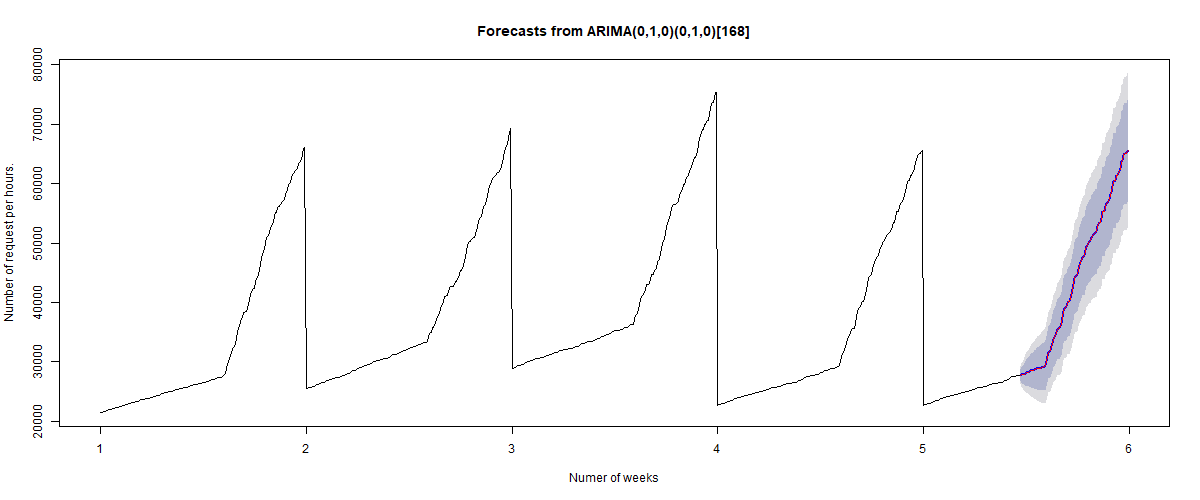 Forecasts from ARIMA(0,1,0)(0,1,0)[168]
Number of request per hours.
80000
70000
60000
50000
40000
30000
20000
1 2 3 4 5 6
Numer of weeks